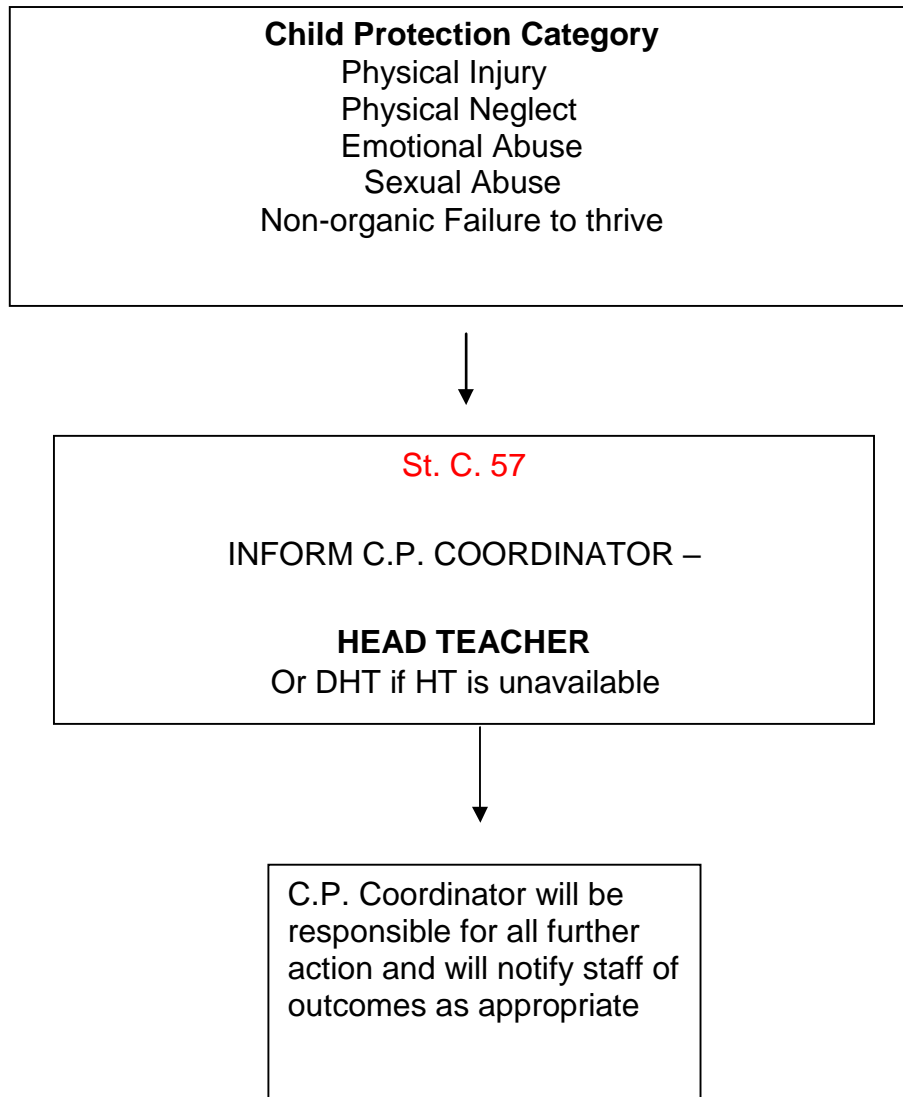 Child Protection Category
Physical Injury
Physical Neglect
Emotional Abuse
Sexual Abuse
Non-organic Failure to thrive
St. C. 57
INFORM C.P. COORDINATOR –
HEAD TEACHER
Or DHT if HT is unavailable
C.P. Coordinator will be
responsible for all further
action and will notify staff of
outcomes as appropriate